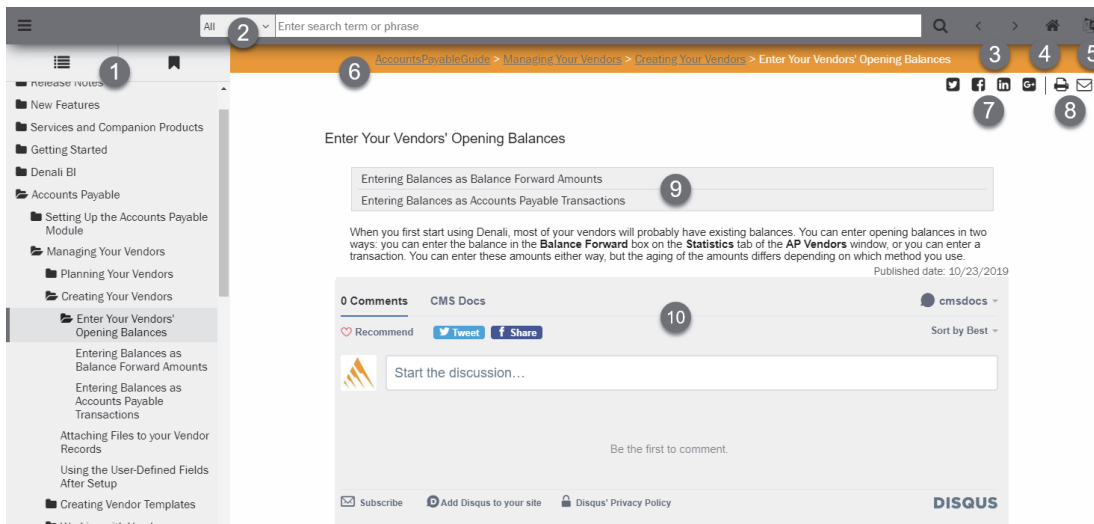 All
2
Enter search term or phrase
1
3
4
5
6
AccountsPayableGuide > Managing Your Vendors > Creating Your Vendors > Enter Your Vendors' Opening Balances
7
8
Release Notes
New Features
Services and Companion Products
Getting Started
Denali BI
Accounts Payable
Setting Up the Accounts Payable
Module
Managing Your Vendors
Planning Your Vendors
Creating Your Vendors
Enter Your Vendors'
Opening Balances
Entering Balances as
Balance Forward Amounts
Entering Balances as
Accounts Payable
Transactions
Attaching Files to your Vendor
Records
Using the User-Defined Fields
After Setup
Creating Vendor Templates
Enter Your Vendors' Opening Balances
Entering Balances as Balance Forward Amounts
9
Entering Balances as Accounts Payable Transactions
When you first start using Denali, most of your vendors will probably have existing balances. You can enter opening balances in two
ways: you can enter the balance in the Balance Forward box on the Statistics tab of the AP Vendors window, or you can enter a
transaction. You can enter these amounts either way, but the aging of the amounts differs depending on which method you use.
Published date: 10/23/2019
0 Comments
CMS Docs
cmsdocs
10
Recommend
Tweet
f Share
Sort by Best
Start the discussion…
Be the first to comment.
Subscribe
D Add Disqus to your site
Disqus' Privacy Policy
DISQUS